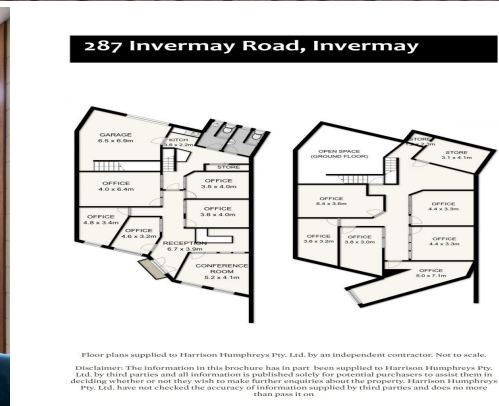 287 Invermay Road, Invermay
GARAGE
6.5 x 6.9m
KITCH
3.6 x 2.2m
STORE
OFFICE
4.0 x 6.4m
OFFICE
3.5 x 4.0m
OFFICE
3.6 x 4.0m
OFFICE
4.8 x 3.4m
OFFICE
4.6 x 3.2m
RECEPTION
6.7 x 3.9m
CONFERENCE
ROOM
5.2 x 4.1m
OPEN SPACE
(GROUND FLOOR)
STORE
STORE
3.1 x 4.1m
OFFICE
6.4 x 3.6m
OFFICE
4.4 x 3.3m
OFFICE
3.6 x 3.2m
OFFICE
3.6 x 3.0m
OFFICE
4.4 x 3.3m
OFFICE
5.0 x 7.1m
Floor plans supplied to Harrison Humphreys Pty. Ltd. by an independent contractor. Not to scale.
Disclaimer: The information in this brochure has in part been supplied to Harrison Humphreys Pty.
Ltd. by third parties and all information is published solely for potential purchasers to assist them in
deciding whether or not they wish to make further enquiries about the property. Harrison Humphreys
Pty. Ltd. have not checked the accuracy of information supplied by third parties and does no more
than pass it on